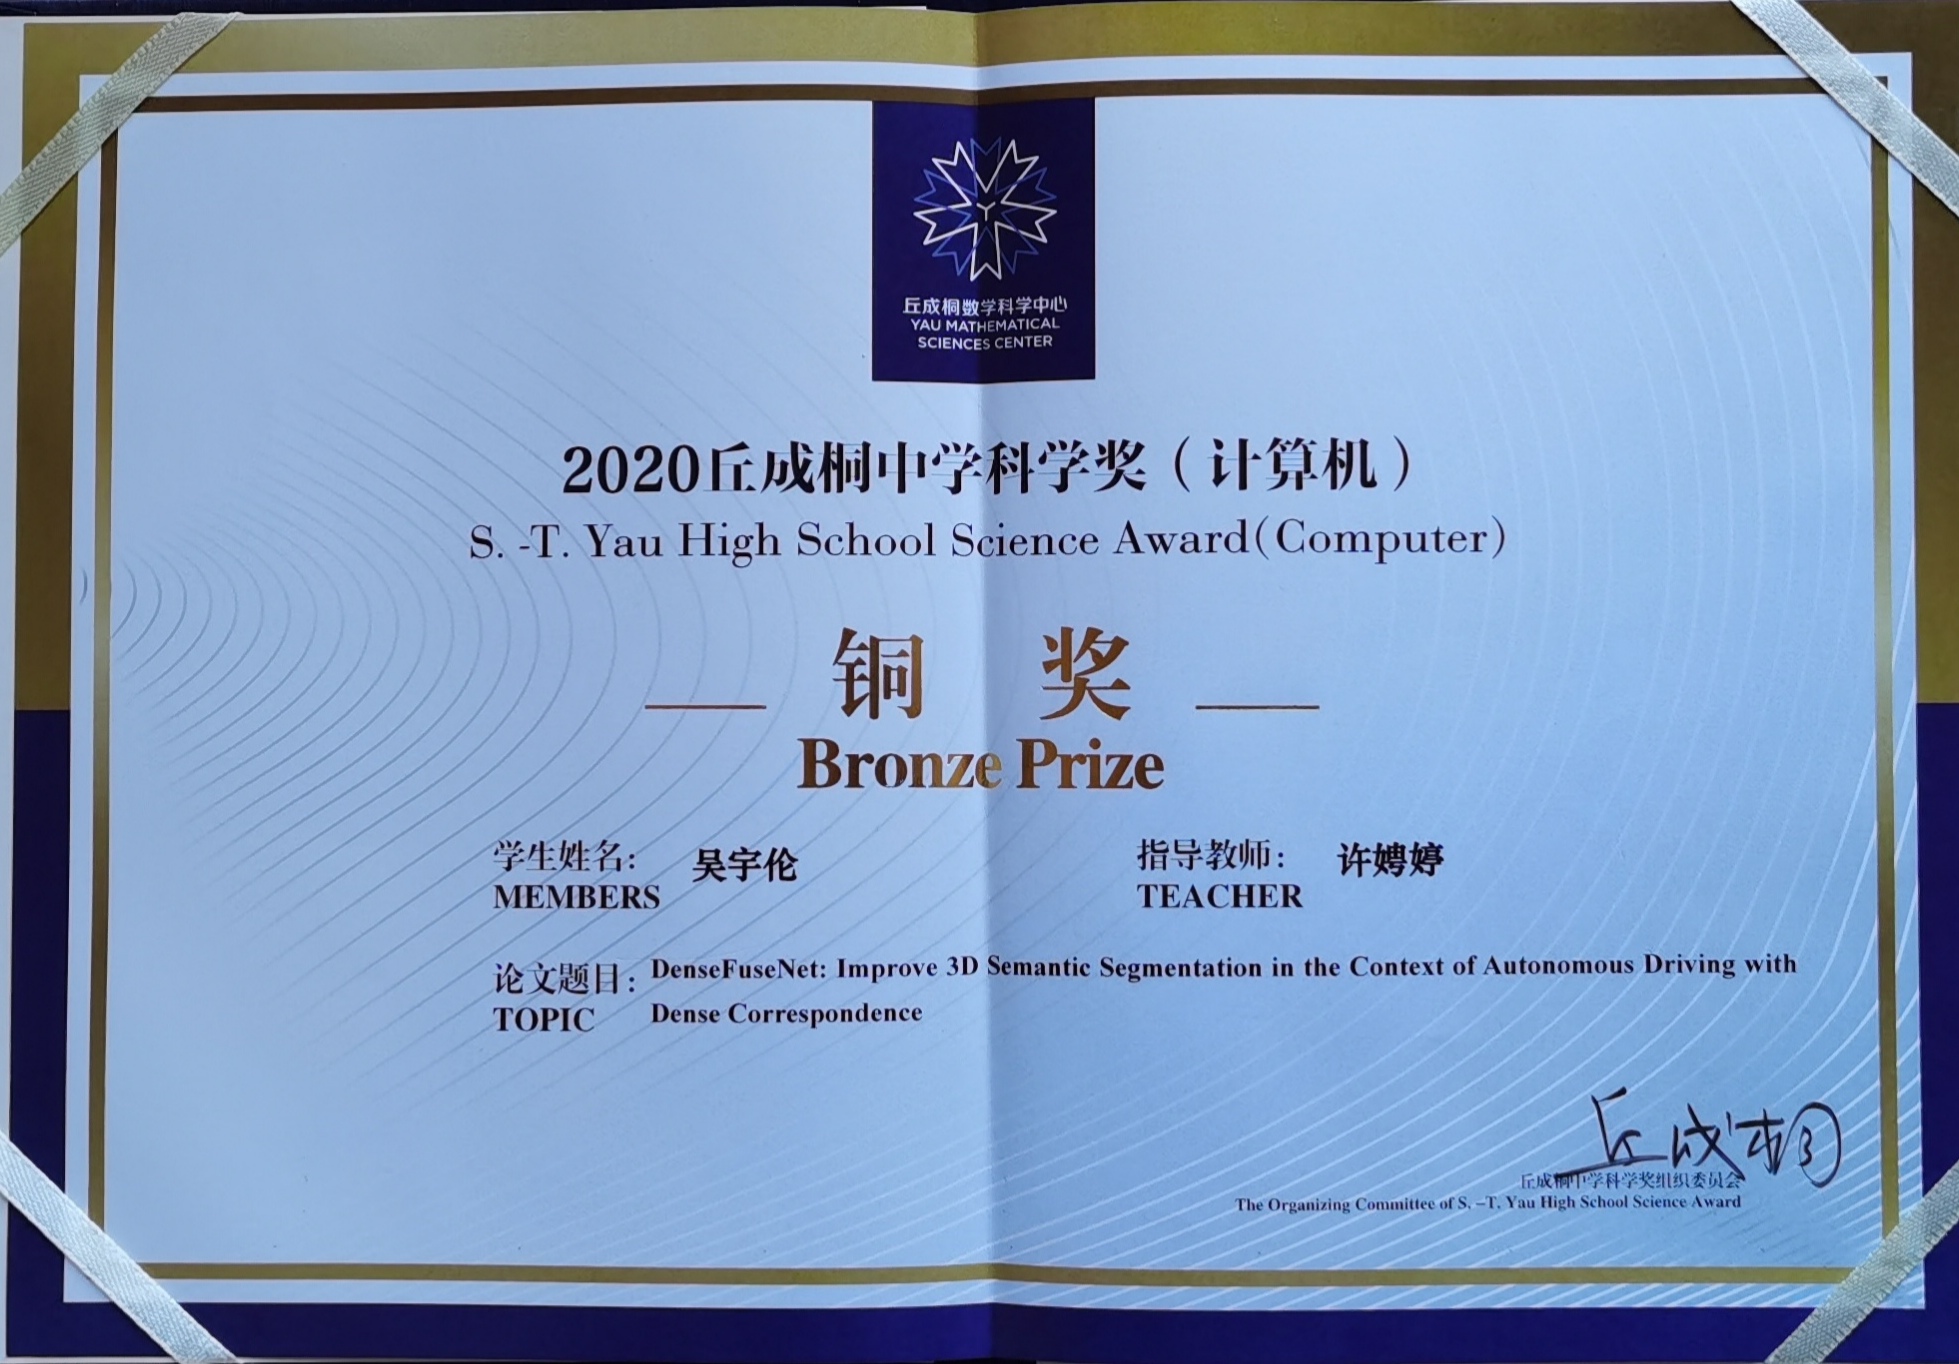 丘成桐数学科学中心
YAU MATHEMATICAL
SCIENCES CENTER
2020丘成桐中学科学奖（计算机）
S. -T. Yau High School Science Award(Computer)
铜 奖
Bronze Prize
学生姓名: 吴宇伦
MEMBERS
指导教师: 许娉婷
TEACHER
论文题目: DenseFuseNet: Improve 3D Semantic Segmentation in the Context of Autonomous Driving with
TOPIC Dense Correspondence
丘成桐
丘成桐中学科学奖组织委员会
The Organizing Committee of S. -T. Yau High School Science Award